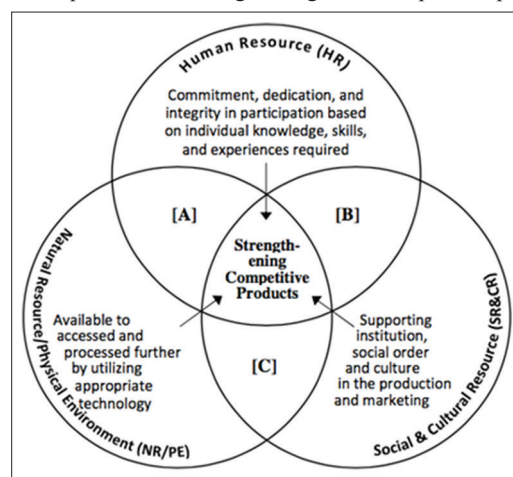 Human Resource (HR)
Commitment, dedication, and
integrity in participation based
on individual knowledge, skills,
and experiences required
[A]
[B]
Strength-
ening
Competitive
Products
Natural Resource/Physical Environment (NR/PE)
Available to
accessed and
processed further
by utilizing
appropriate
technology
Supporting
institution,
social order
and culture
in the production
and marketing
[C]
Social & Cultural Resource (SR&CR)